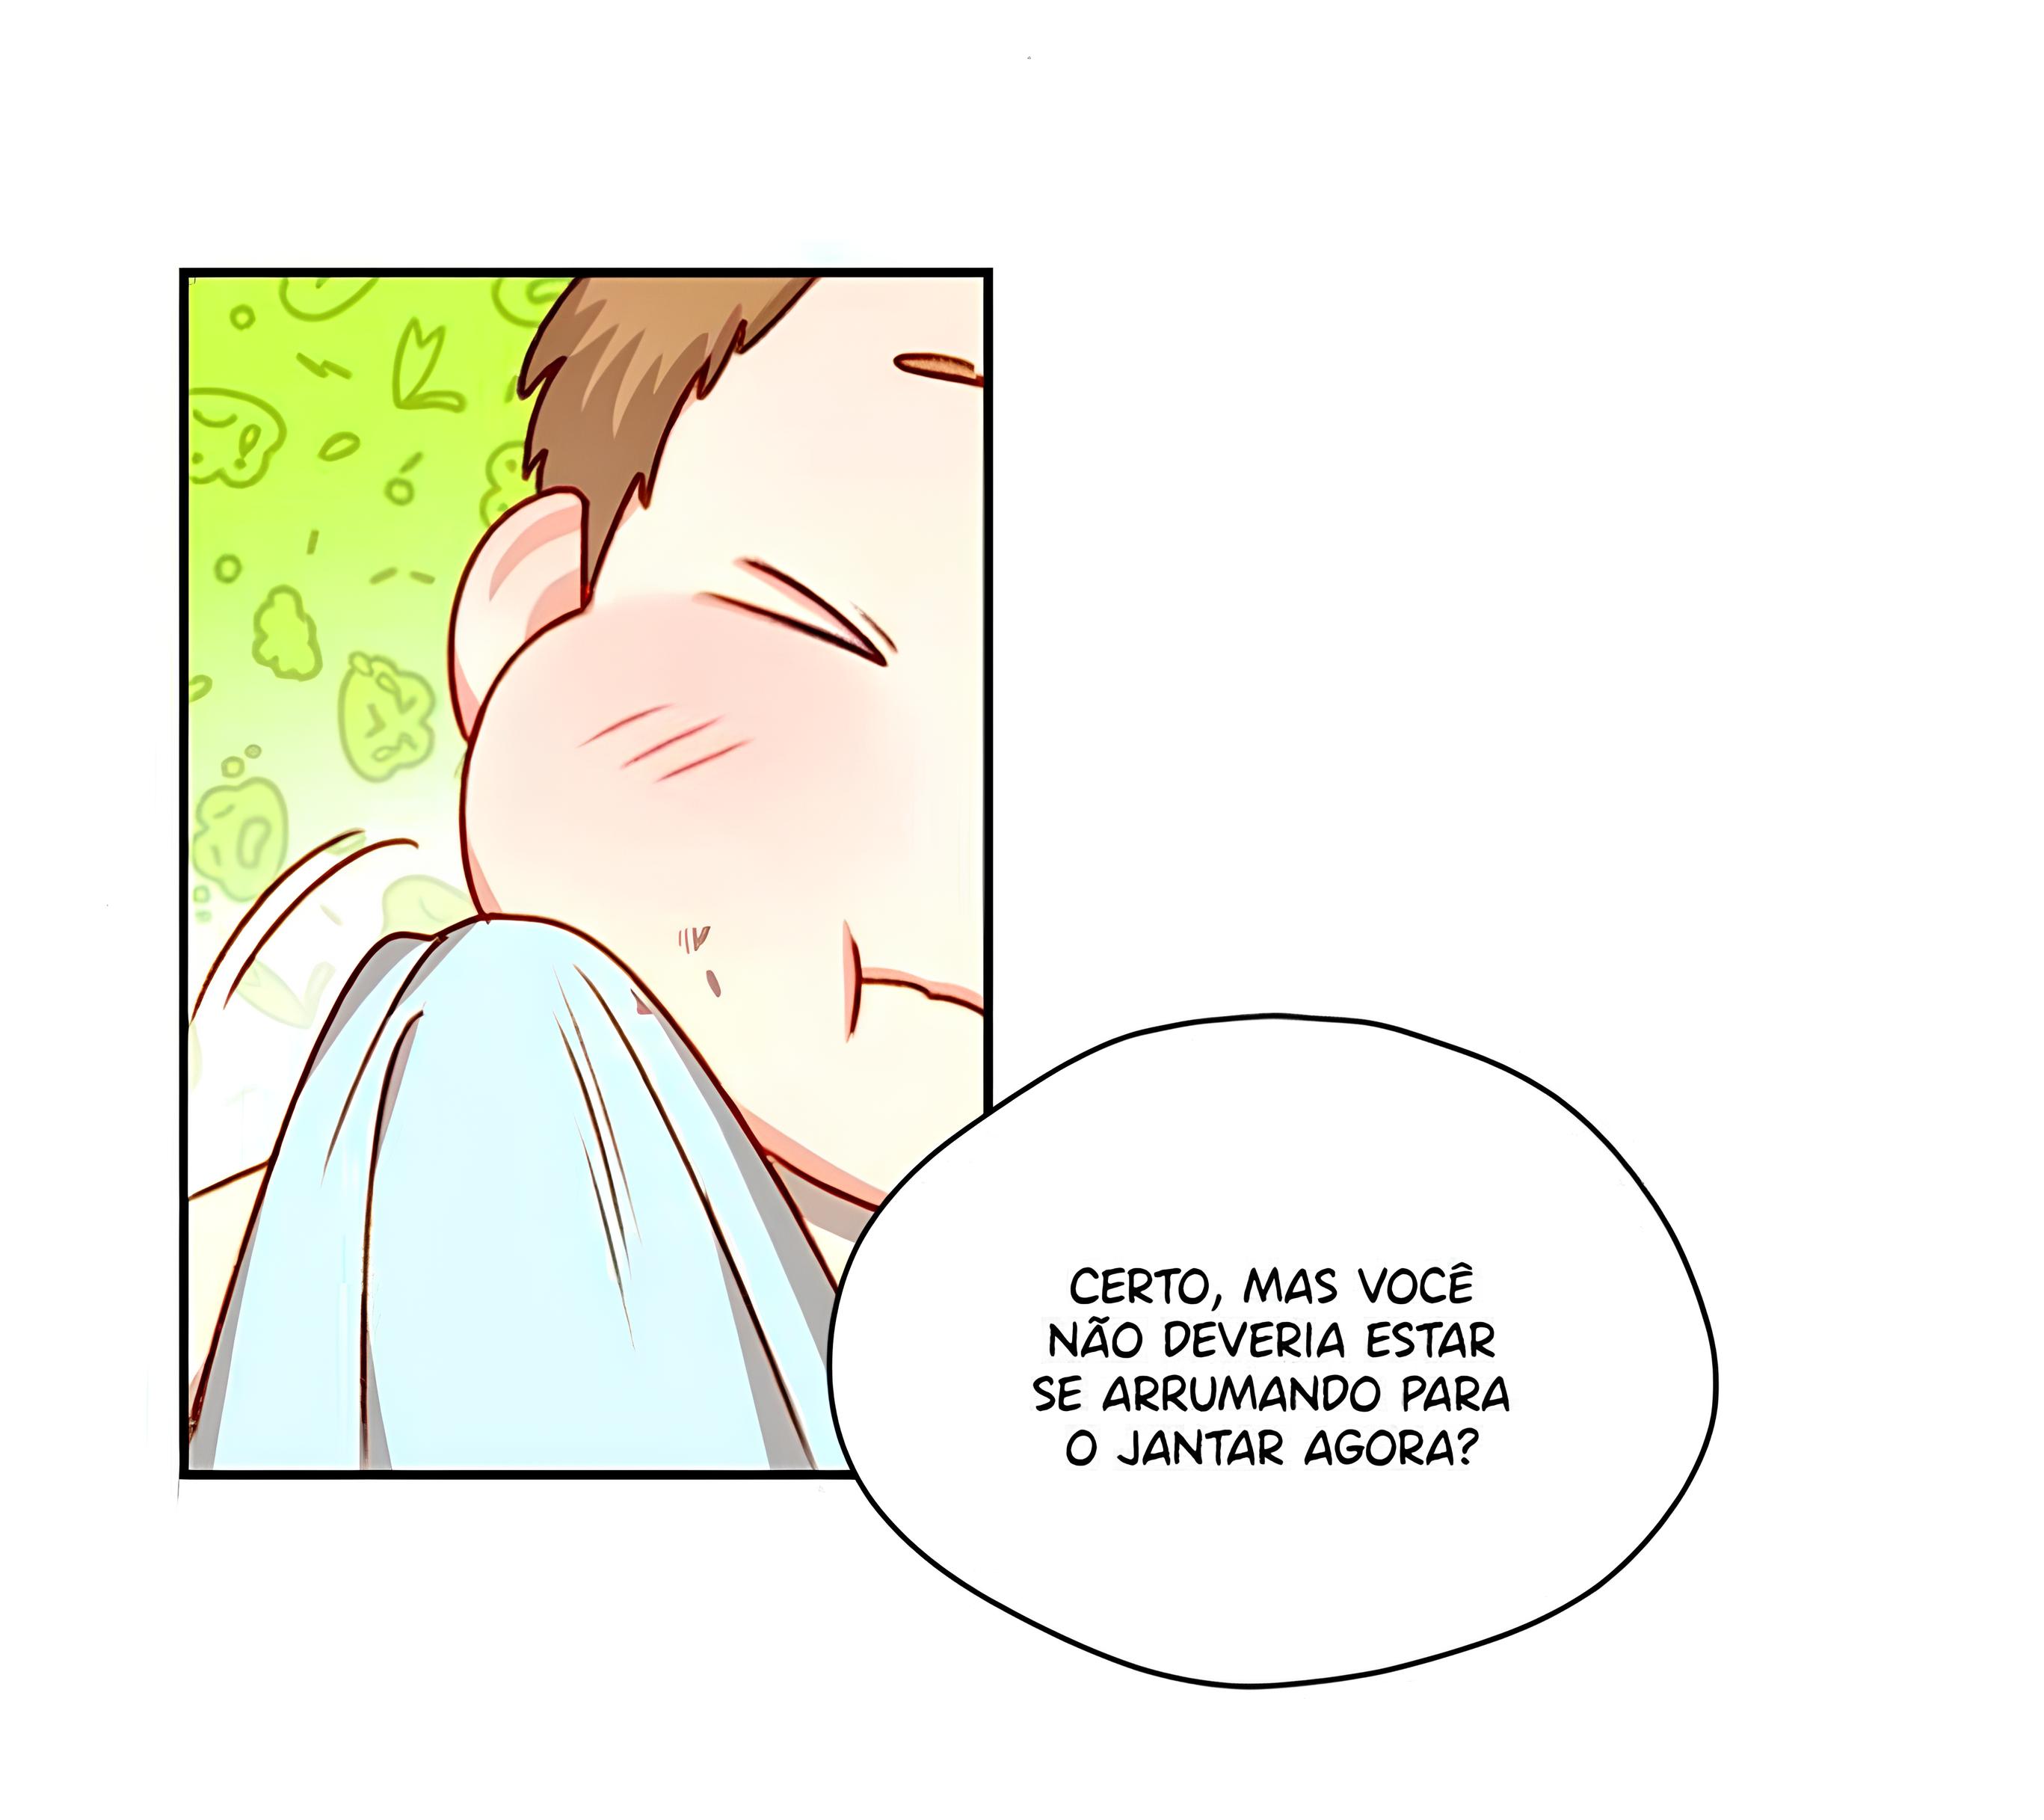 CERTO, MAS VOCÊ
NÃO DEVERIA ESTAR
SE ARRUMANDO PARA
O JANTAR AGORA?